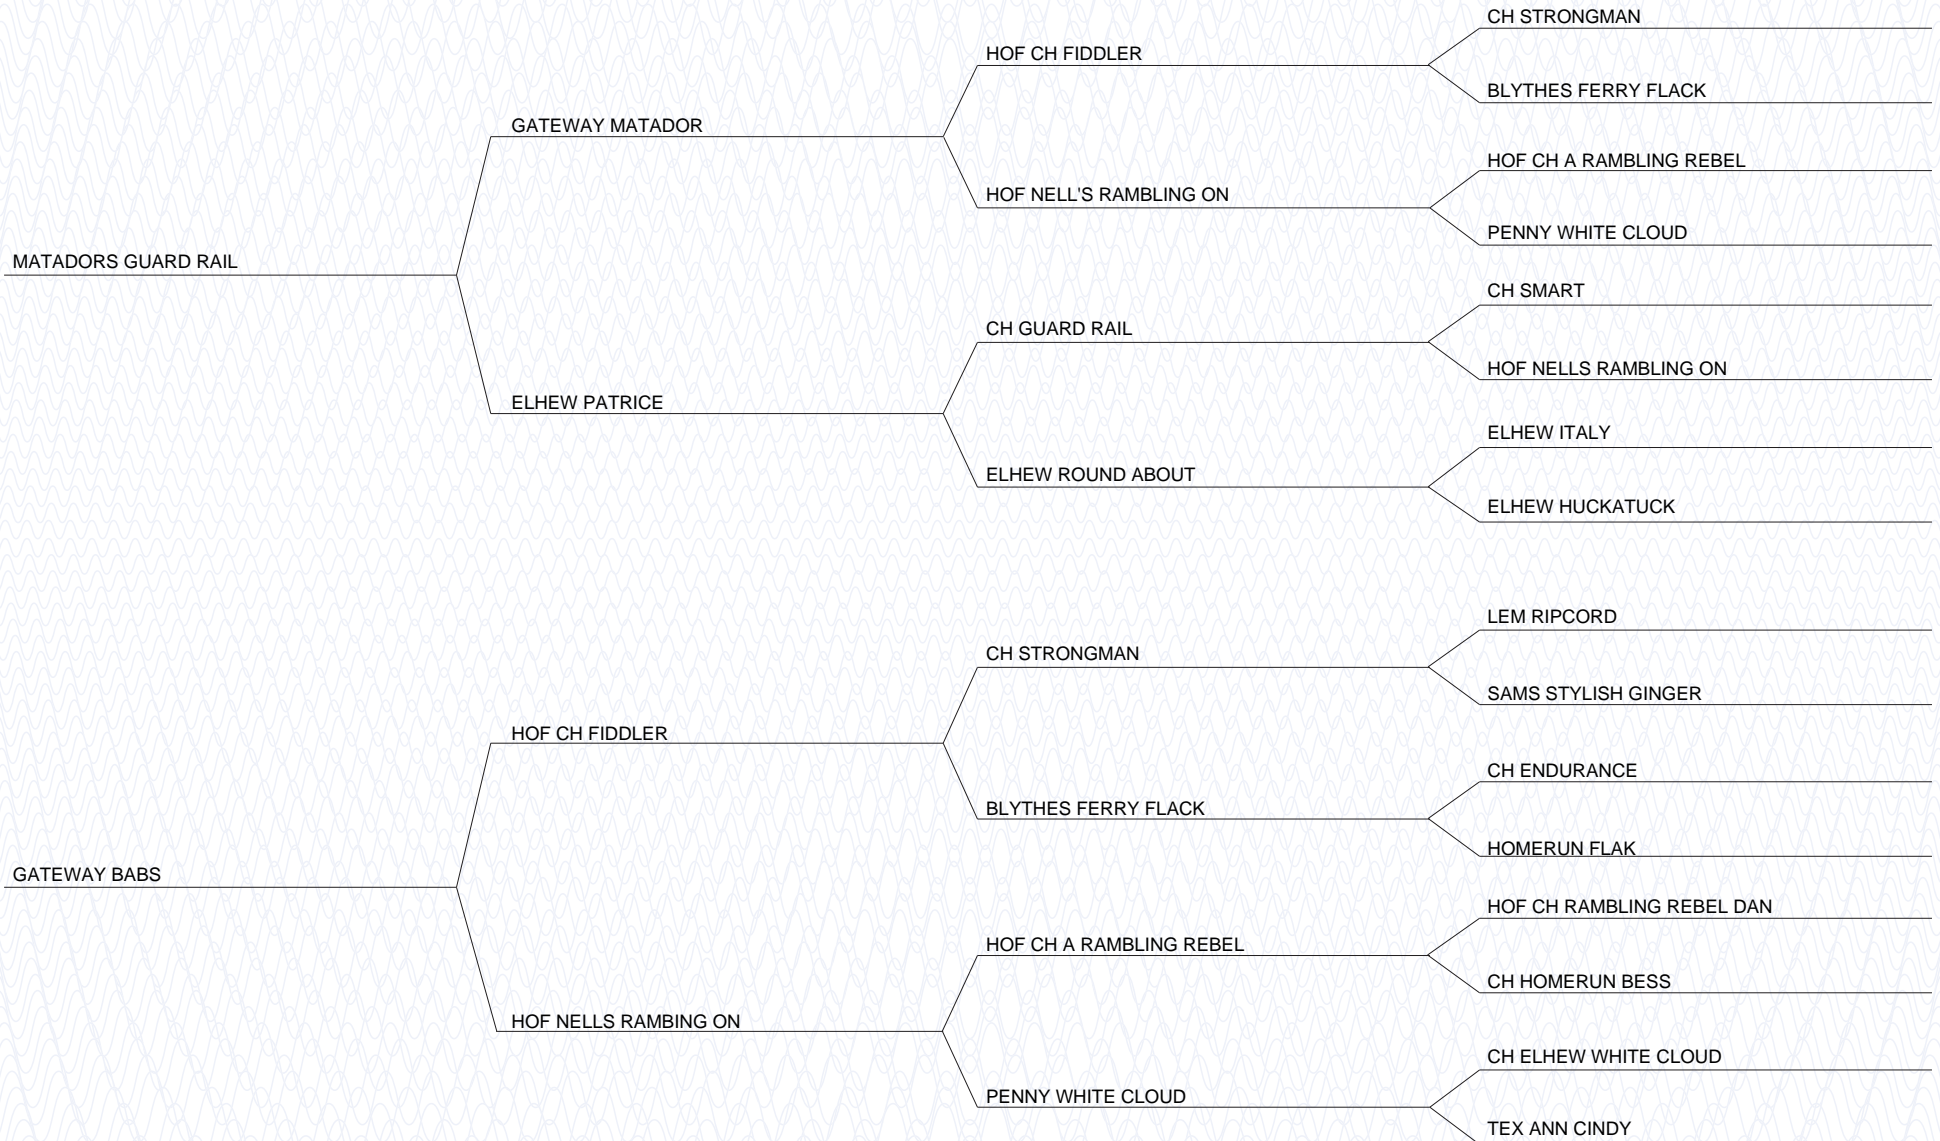 CH STRONGMAN
HOF CH FIDDLER
BLYTHES FERRY FLACK
GATEWAY MATADOR
HOF CH A RAMBLING REBEL
HOF NELL'S RAMBLING ON
PENNY WHITE CLOUD
MATADORS GUARD RAIL
CH SMART
CH GUARD RAIL
HOF NELLS RAMBLING ON
ELHEW PATRICE
ELHEW ITALY
ELHEW ROUND ABOUT
ELHEW HUCKATUCK
LEM RIPCORD
CH STRONGMAN
SAMS STYLISH GINGER
HOF CH FIDDLER
CH ENDURANCE
BLYTHES FERRY FLACK
HOMERUN FLAK
GATEWAY BABS
HOF CH RAMBLING REBEL DAN
HOF CH A RAMBLING REBEL
CH HOMERUN BESS
HOF NELLS RAMBING ON
CH ELHEW WHITE CLOUD
PENNY WHITE CLOUD
TEX ANN CINDY